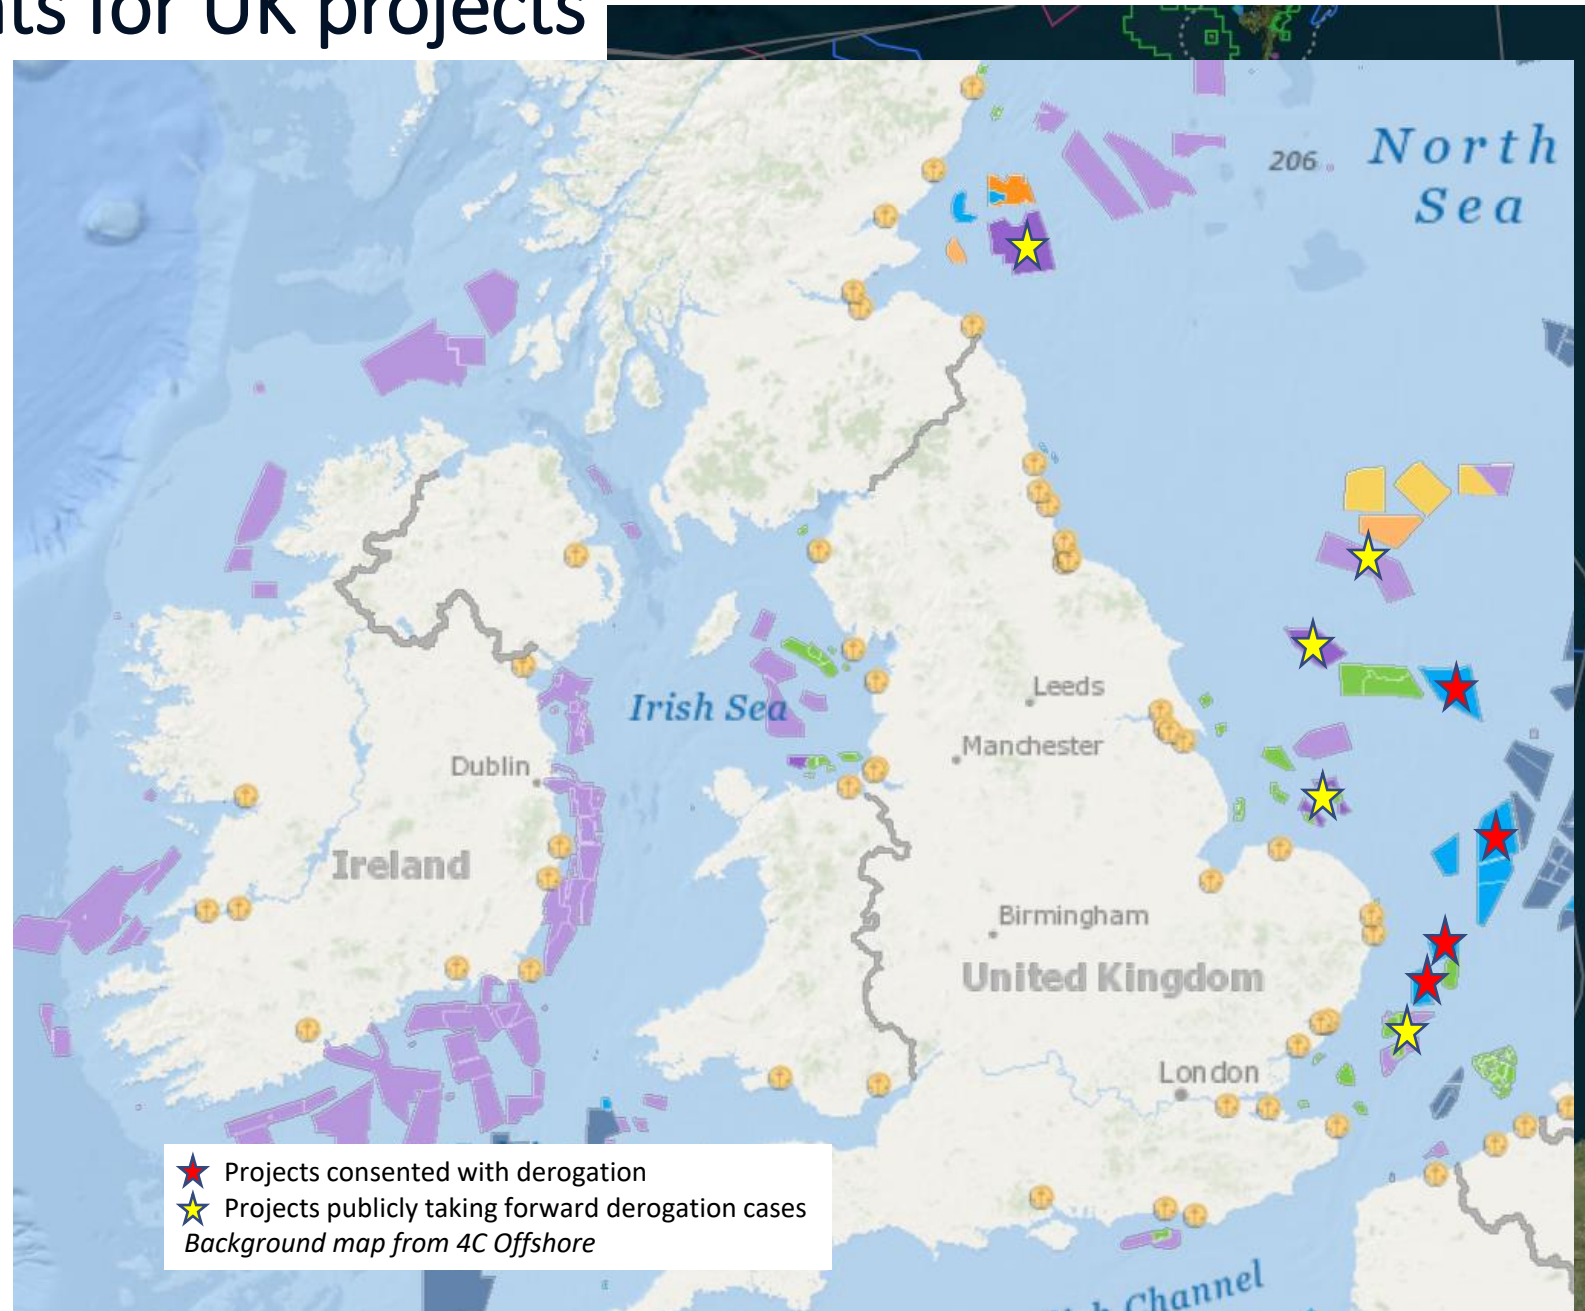 nts for UK projects
North
Sea
206
Leeds
Irish Sea
Manchester
Dublin
Ireland
Birmingham
United Kingdom
London
Projects consented with derogation
Projects publicly taking forward derogation cases
Background map from 4C Offshore
Channel